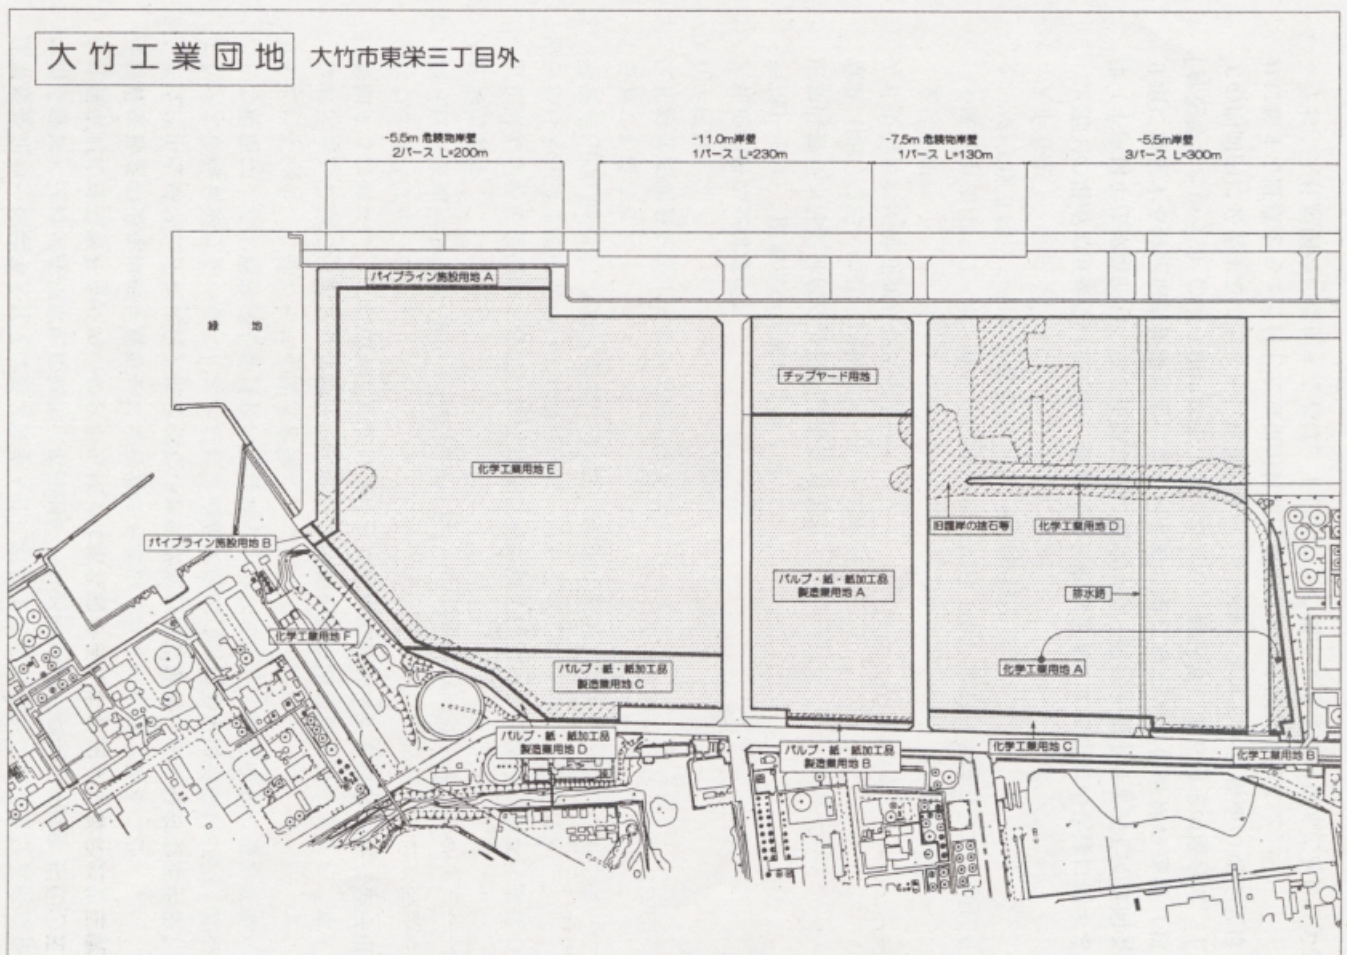 大竹工業団地 大竹市東栄三丁目外
-5.5m 危険物岸壁
2バース L=200m
-11.0m岸壁
1バース L=230m
-7.5m 危険物岸壁
1バース L=130m
-5.5m岸壁
3バース L=300m
パイプライン施設用地 A
緑地
チップヤード用地
化学工業用地 E
旧護岸の捨石等
化学工業用地 D
パイプライン施設用地 B
パルプ・紙・紙加工品
製造業用地 A
排水路
化学工業用地 F
パルプ・紙・紙加工品
製造業用地 C
化学工業用地 A
パルプ・紙・紙加工品
製造業用地 D
パルプ・紙・紙加工品
製造業用地 B
化学工業用地 C
化学工業用地 B